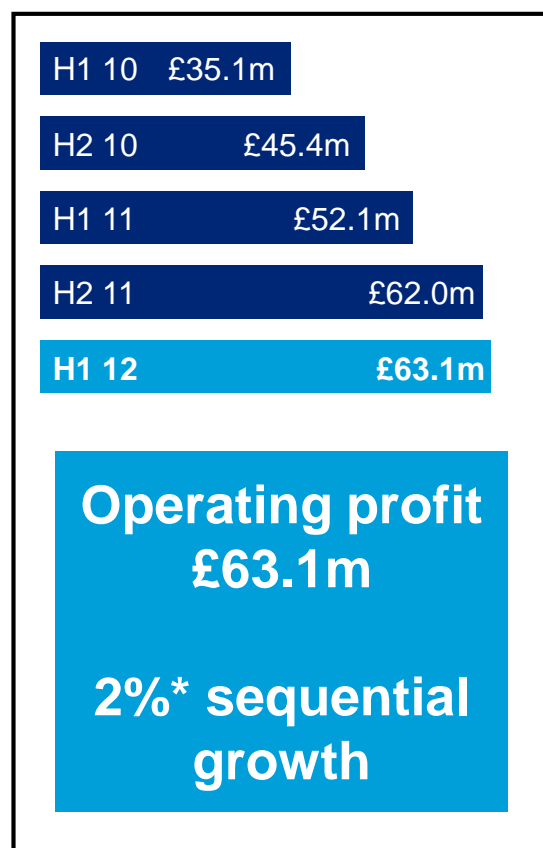 H1 10 £35.1m
H2 10 £45.4m
H1 11 £52.1m
H2 11 £62.0m
H1 12 £63.1m
Operating profit
£63.1m
2%* sequential
growth